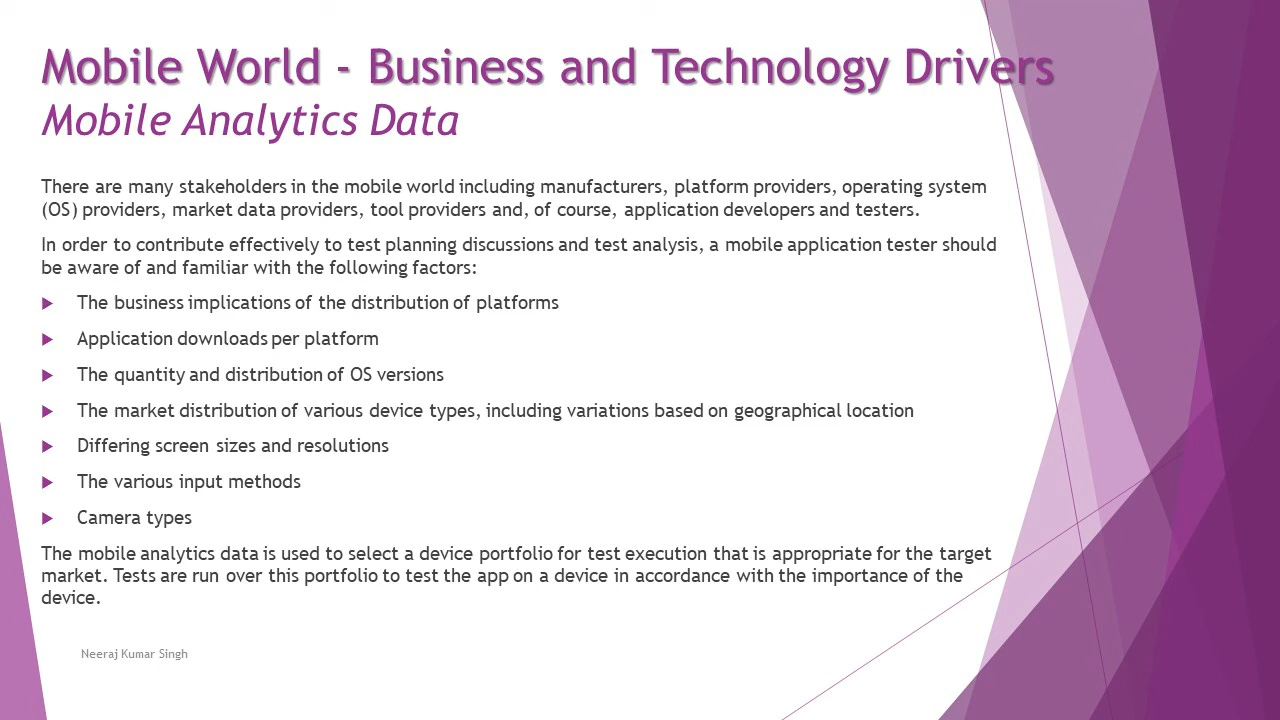 Mobile World - Business and Technology Drivers
Mobile Analytics Data
There are many stakeholders in the mobile world including manufacturers, platform providers, operating system
(OS) providers, market data providers, tool providers and, of course, application developers and testers.
In order to contribute effectively to test planning discussions and test analysis, a mobile application tester should
be aware of and familiar with the following factors:
The business implications of the distribution of platforms
Application downloads per platform
The quantity and distribution of OS versions
The market distribution of various device types, including variations based on geographical location
Differing screen sizes and resolutions
The various input methods
Camera types
The mobile analytics data is used to select a device portfolio for test execution that is appropriate for the target
market. Tests are run over this portfolio to test the app on a device in accordance with the importance of the
device.
Neeraj Kumar Singh